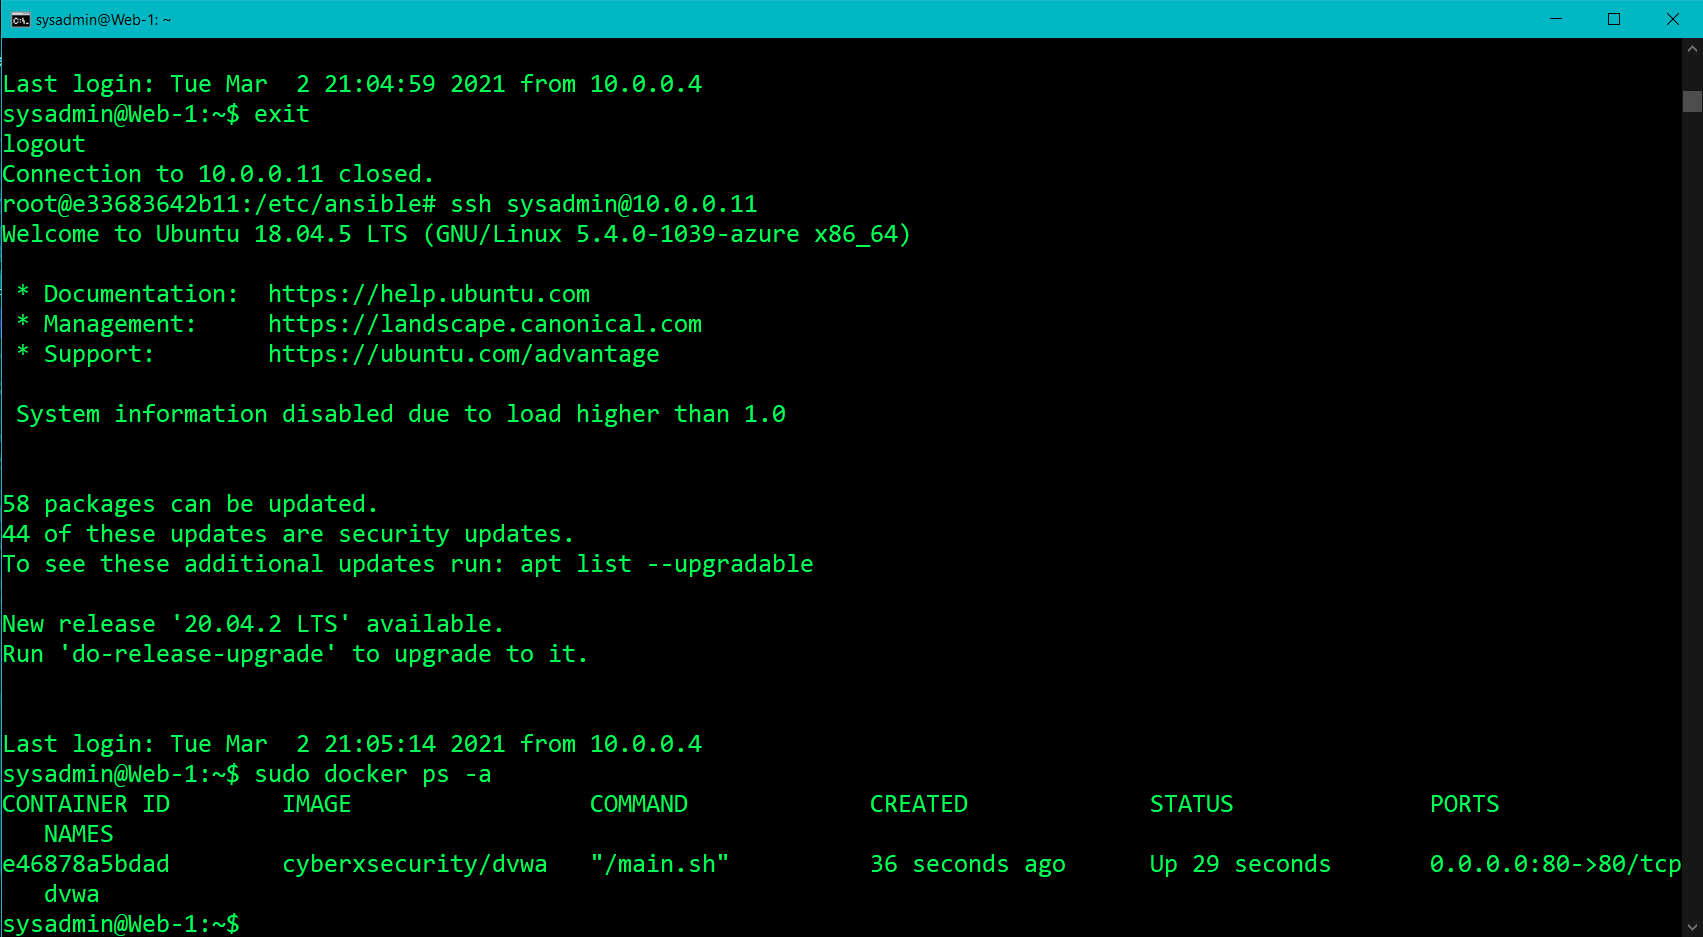 sysadmin@Web-1: ~
Last login: Tue Mar  2 21:04:59 2021 from 10.0.0.4
sysadmin@Web-1:~$ exit
logout
Connection to 10.0.0.11 closed.
root@e33683642b11:/etc/ansible# ssh sysadmin@10.0.0.11
Welcome to Ubuntu 18.04.5 LTS (GNU/Linux 5.4.0-1039-azure x86_64)
 * Documentation:  https://help.ubuntu.com
 * Management:     https://landscape.canonical.com
 * Support:        https://ubuntu.com/advantage
 System information disabled due to load higher than 1.0
58 packages can be updated.
44 of these updates are security updates.
To see these additional updates run: apt list --upgradable
New release '20.04.2 LTS' available.
Run 'do-release-upgrade' to upgrade to it.
Last login: Tue Mar  2 21:05:14 2021 from 10.0.0.4
sysadmin@Web-1:~$ sudo docker ps -a
CONTAINER ID        IMAGE                 COMMAND             CREATED             STATUS              PORTS
   NAMES
e46878a5bdad        cyberxsecurity/dvwa   "/main.sh"          36 seconds ago      Up 29 seconds       0.0.0.0:80->80/tcp
   dvwa
sysadmin@Web-1:~$